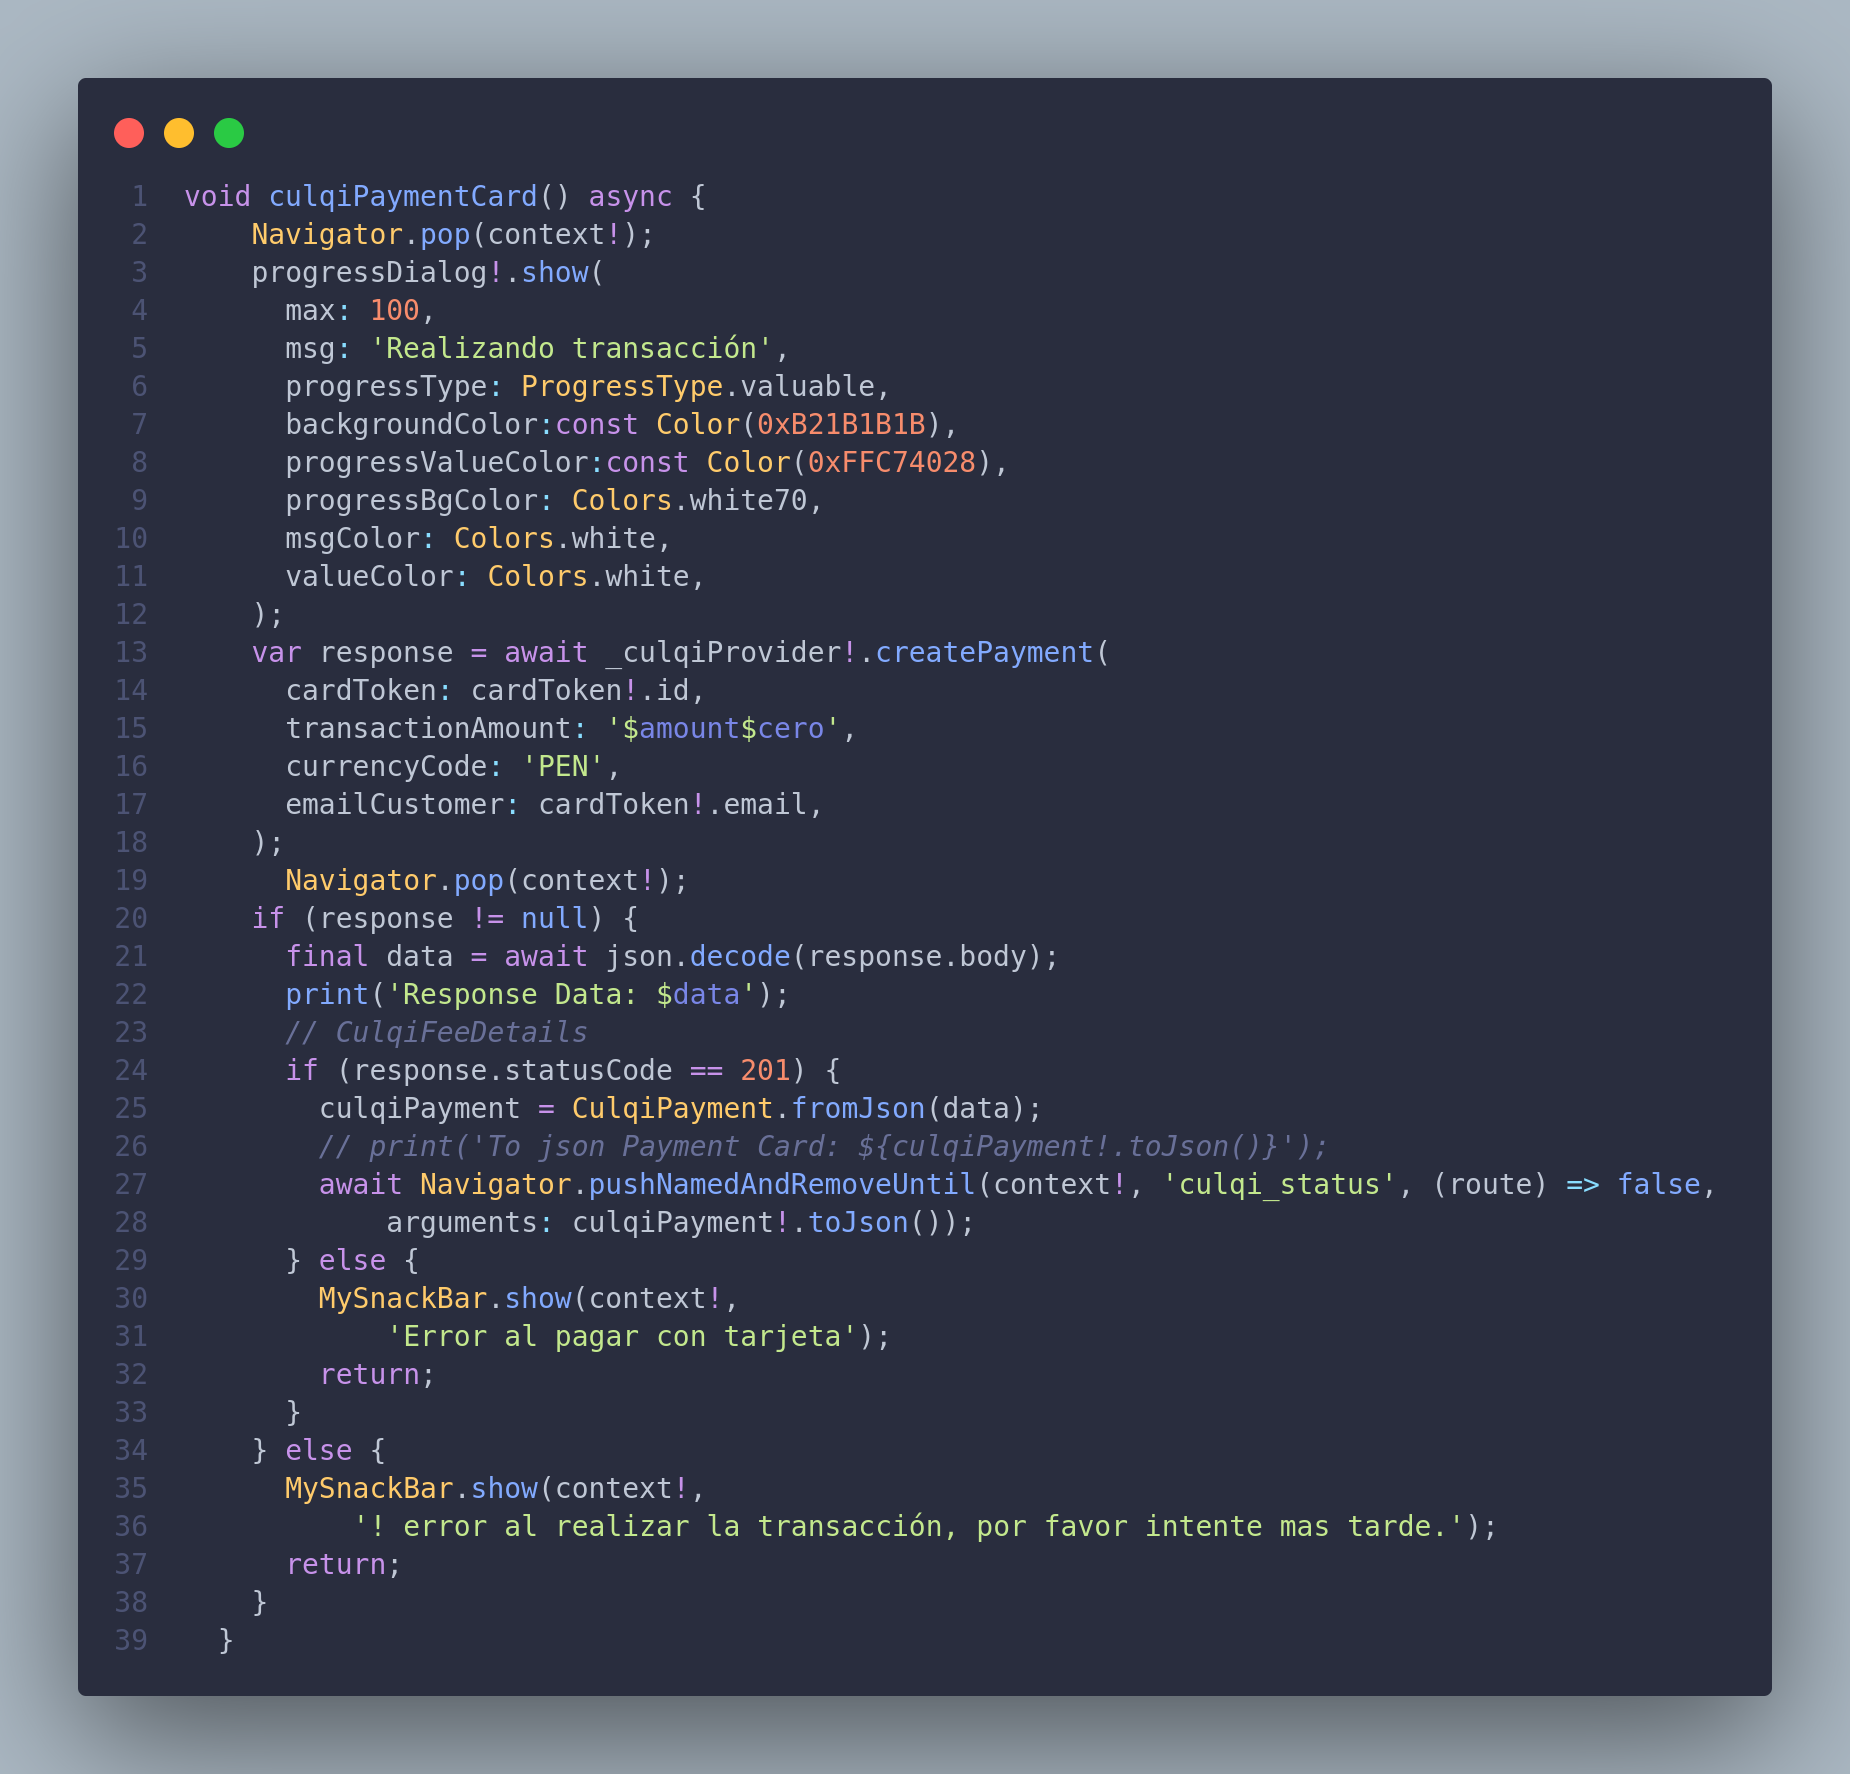 1 void culqiPaymentCard() async {
2     Navigator.pop(context!);
3     progressDialog!.show(
4       max: 100,
5       msg: 'Realizando transacción',
6       progressType: ProgressType.valuable,
7       backgroundColor:const Color(0xB21B1B1B),
8       progressValueColor:const Color(0xFFC74028),
9       progressBgColor: Colors.white70,
10       msgColor: Colors.white,
11       valueColor: Colors.white,
12     );
13     var response = await _culqiProvider!.createPayment(
14       cardToken: cardToken!.id,
15       transactionAmount: '$amount$cero',
16       currencyCode: 'PEN',
17       emailCustomer: cardToken!.email,
18     );
19       Navigator.pop(context!);
20     if (response != null) {
21       final data = await json.decode(response.body);
22       print('Response Data: $data');
23       // CulqiFeeDetails
24       if (response.statusCode == 201) {
25         culqiPayment = CulqiPayment.fromJson(data);
26         // print('To json Payment Card: ${culqiPayment!.toJson()}');
27         await Navigator.pushNamedAndRemoveUntil(context!, 'culqi_status', (route) => false,
28             arguments: culqiPayment!.toJson());
29       } else {
30         MySnackBar.show(context!,
31             'Error al pagar con tarjeta');
32         return;
33       }
34     } else {
35       MySnackBar.show(context!,
36           '! error al realizar la transacción, por favor intente mas tarde.');
37       return;
38     }
39   }